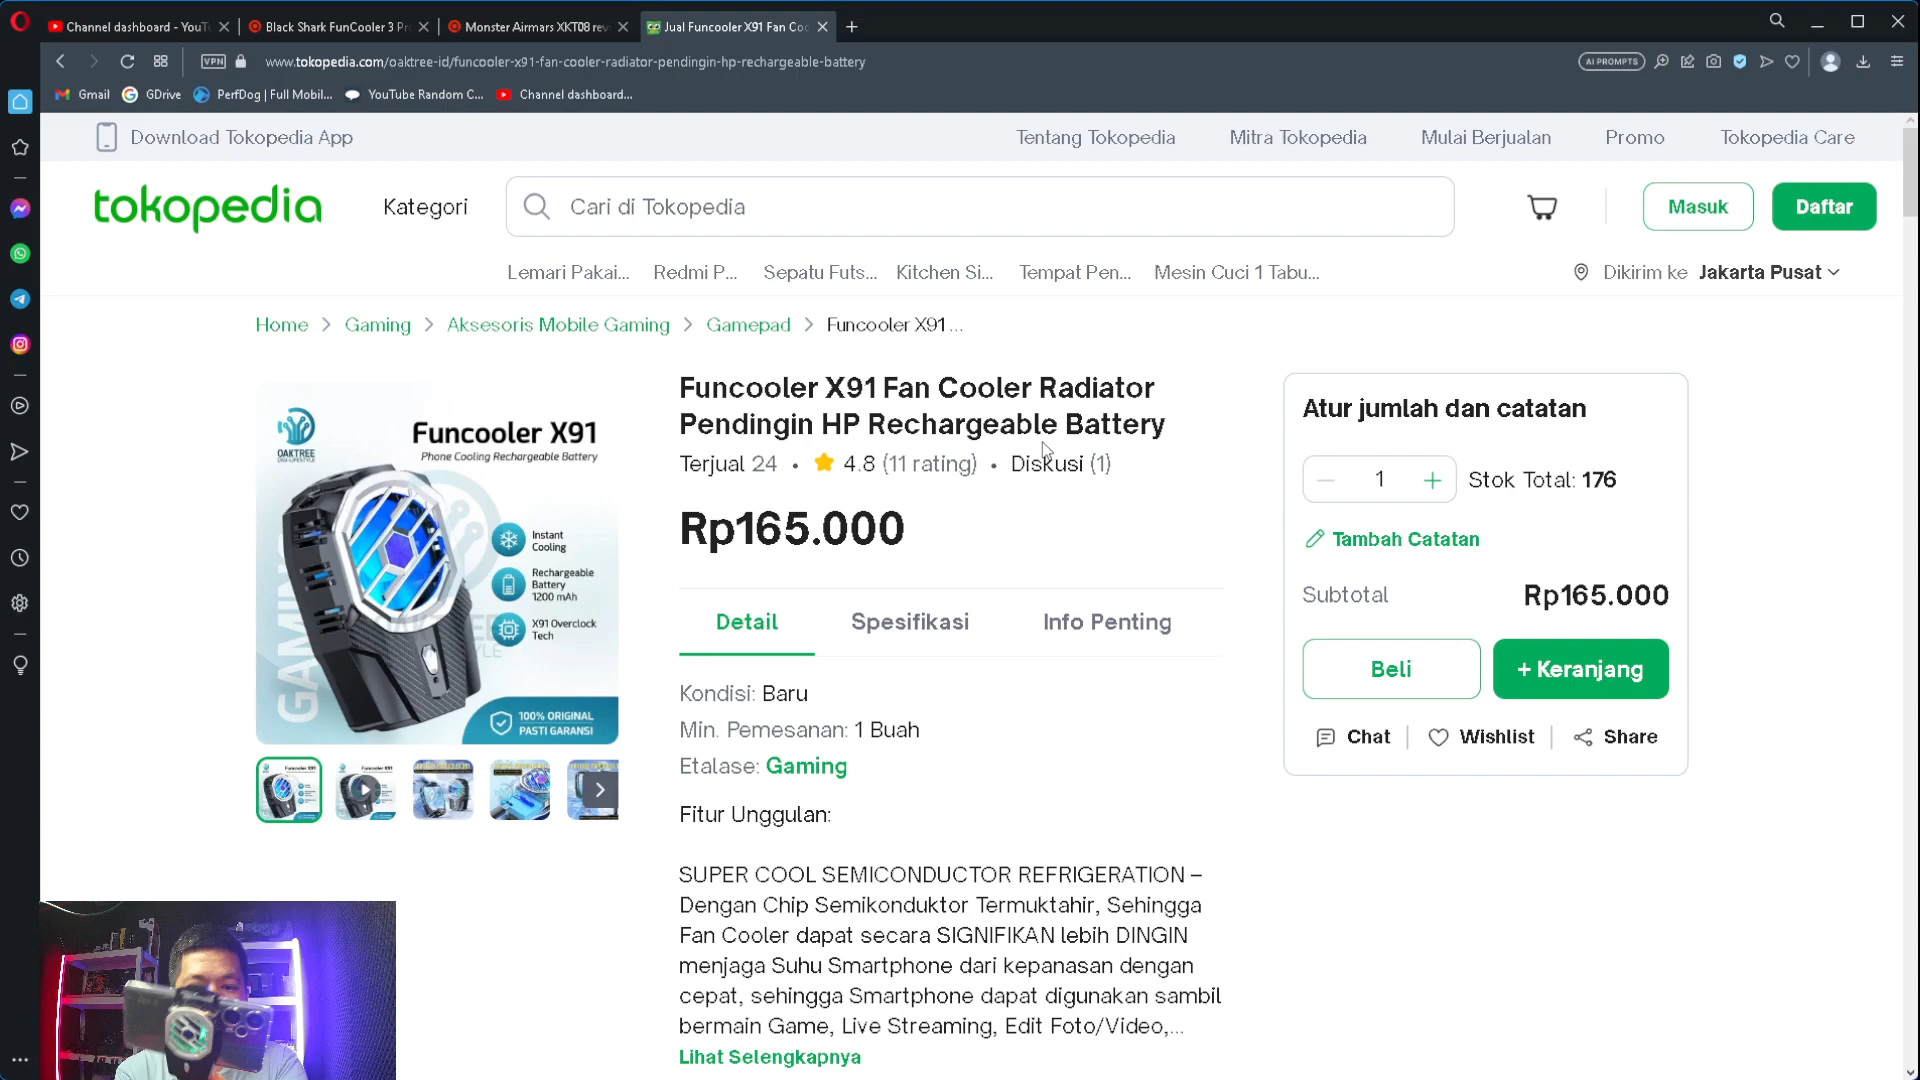 Channel dashboard - YouT
Black Shark FunCooler 3 Pr
Monster Airmars XKT08 rev
Jual Funcooler X91 Fan Coo
VPN
www.tokopedia.com/oaktree-id/funcooler-x91-fan-cooler-radiator-pendingin-hp-rechargeable-battery
AI PROMPTS
Gmail
GDrive
PerfDog | Full Mobil...
YouTube Random C...
Channel dashboard...
Download Tokopedia App
Tentang Tokopedia
Mitra Tokopedia
Mulai Berjualan
Promo
Tokopedia Care
tokopedia
Kategori
Cari di Tokopedia
Masuk
Daftar
Lemari Pakai...
Redmi P...
Sepatu Futs...
Kitchen Si...
Tempat Pen...
Mesin Cuci 1 Tabu...
Dikirim ke Jakarta Pusat
Home > Gaming > Aksesoris Mobile Gaming > Gamepad > Funcooler X91 ...
OAKTREE
Funcooler X91
Phone Cooling Rechargeable Battery
Instant
Cooling
Rechargeable
Battery
1200 mAh
X91 Overclock
Tech
GAMING
100% ORIGINAL
PASTI GARANSI
Funcooler X91 Fan Cooler Radiator
Pendingin HP Rechargeable Battery
Terjual 24 • 4.8 (11 rating) • Diskusi (1)
Rp165.000
Detail
Spesifikasi
Info Penting
Kondisi: Baru
Min. Pemesanan: 1 Buah
Etalase: Gaming
Fitur Unggulan:
SUPER COOL SEMICONDUCTOR REFRIGERATION –
Dengan Chip Semikonduktor Termuktahir, Sehingga
Fan Cooler dapat secara SIGNIFIKAN lebih DINGIN
menjaga Suhu Smartphone dari kepanasan dengan
cepat, sehingga Smartphone dapat digunakan sambil
bermain Game, Live Streaming, Edit Foto/Video,...
Lihat Selengkapnya
Atur jumlah dan catatan
1
Stok Total: 176
Tambah Catatan
Subtotal
Rp165.000
Beli
+ Keranjang
Chat
Wishlist
Share